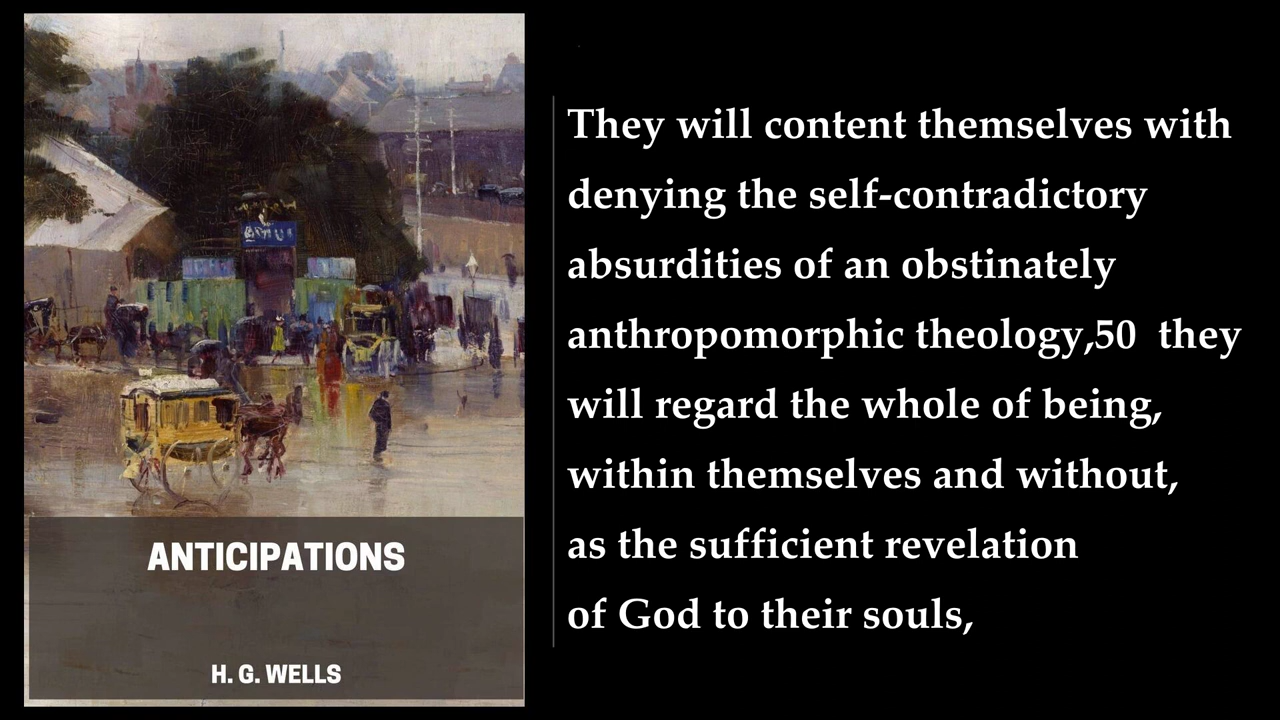 ANTICIPATIONS
H. G. WELLS
They will content themselves with
denying the self-contradictory
absurdities of an obstinately
anthropomorphic theology,50 they
will regard the whole of being,
within themselves and without,
as the sufficient revelation
of God to their souls,